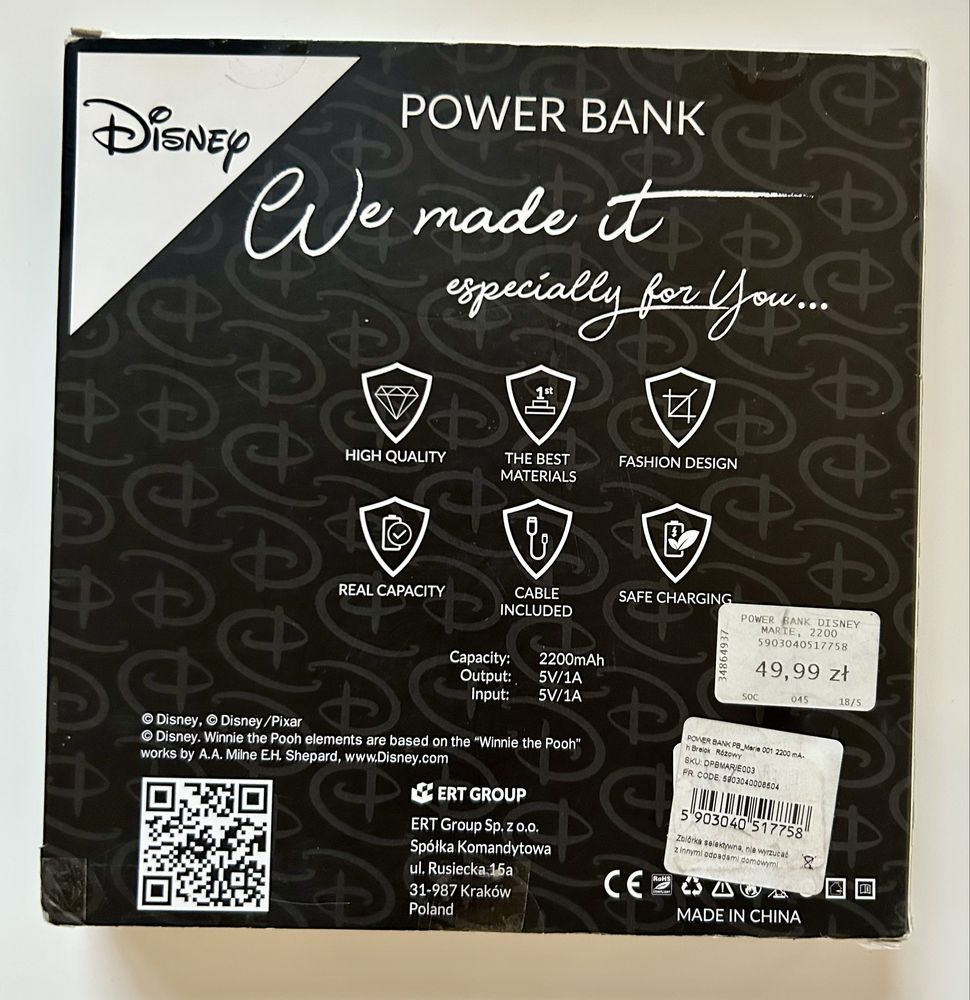 Disney
POWER BANK
We made it
especially for You...
1st
HIGH QUALITY
THE BEST
MATERIALS
FASHION DESIGN
REAL CAPACITY
CABLE
INCLUDED
SAFE CHARGING
Capacity: 2200mAh
Output: 5V/1A
Input: 5V/1A
34864937
POWER BANK DISNEY
MARIE, 2200
5903040517758
49,99 zł
SOC 045 18/5
© Disney, © Disney/Pixar
© Disney. Winnie the Pooh elements are based on the “Winnie the Pooh”
works by A.A. Milne E.H. Shepard, www.Disney.com
POWER BANK PB_Marie 001 2200 mA-
h Brelok Różowy
SKU: DPBMARIE003
PR. CODE: 5903040008504
5 903040 517758
Zbiórka selektywna, nie wyrzucać
z innymi odpadami domowymi
ERT GROUP
ERT Group Sp. z o.o.
Spółka Komandytowa
ul. Rusiecka 15a
31-987 Kraków
Poland
CE RoHS
COMPLIANT
MADE IN CHINA